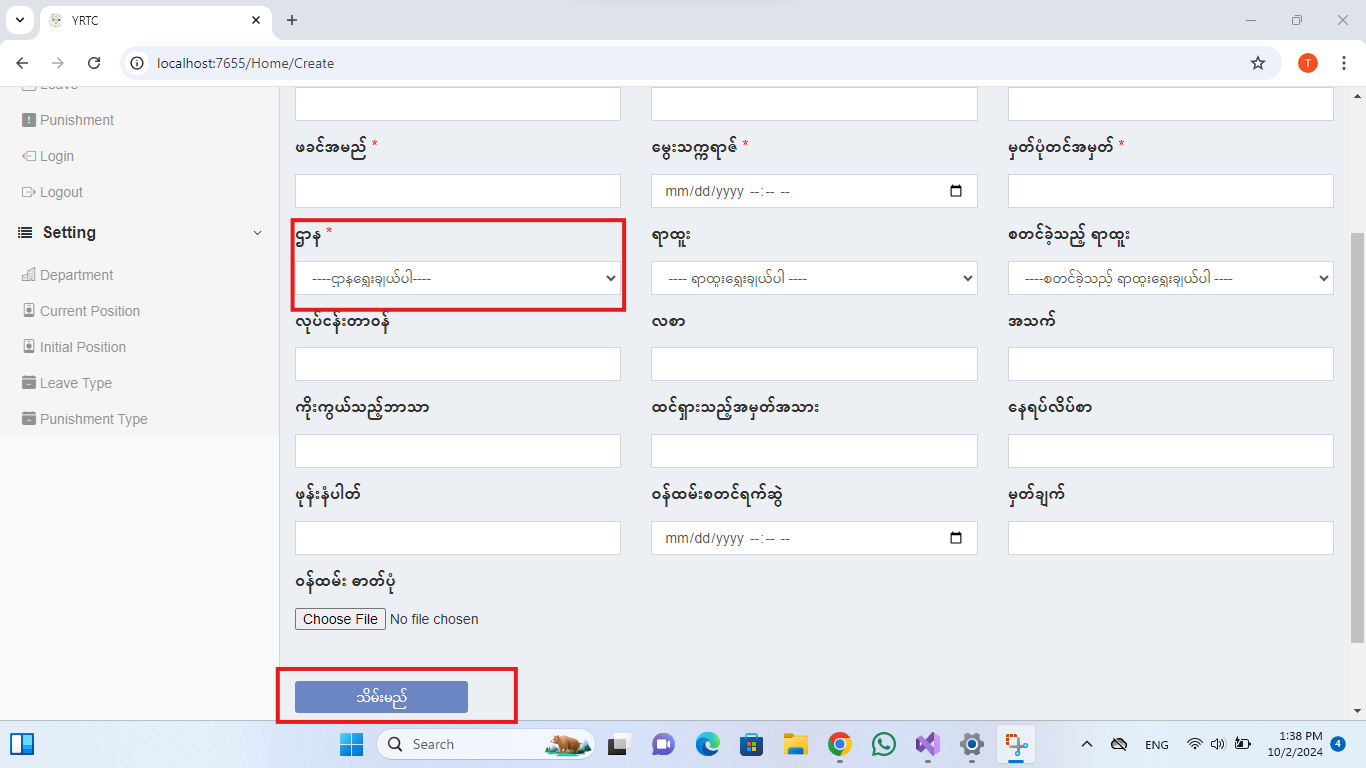 YRTC
localhost:7655/Home/Create
T
Leave
Punishment
Login
Logout
Setting
Department
Current Position
Initial Position
Leave Type
Punishment Type
ဖခင်အမည် * မွေးသက္ကရာဇ် * မှတ်ပုံတင်အမှတ် *
mm/dd/yyyy --:-- --
ဌာန * ရာထူး စတင်ခဲ့သည့် ရာထူး
----ဌာနရွေးချယ်ပါ---- ---- ရာထူးရွေးချယ်ပါ ---- ----စတင်ခဲ့သည့် ရာထူးရွေးချယ်ပါ ----
လုပ်ငန်းတာဝန် လစာ အသက်
ကိုးကွယ်သည့်ဘာသာ ထင်ရှားသည့်အမှတ်အသား နေရပ်လိပ်စာ
ဖုန်းနံပါတ် ဝန်ထမ်းစတင်ရက်ဆွဲ မှတ်ချက်
mm/dd/yyyy --:-- --
ဝန်ထမ်း ဓာတ်ပုံ
Choose File No file chosen
သိမ်းမည်
Search
ENG
1:38 PM
10/2/2024
4